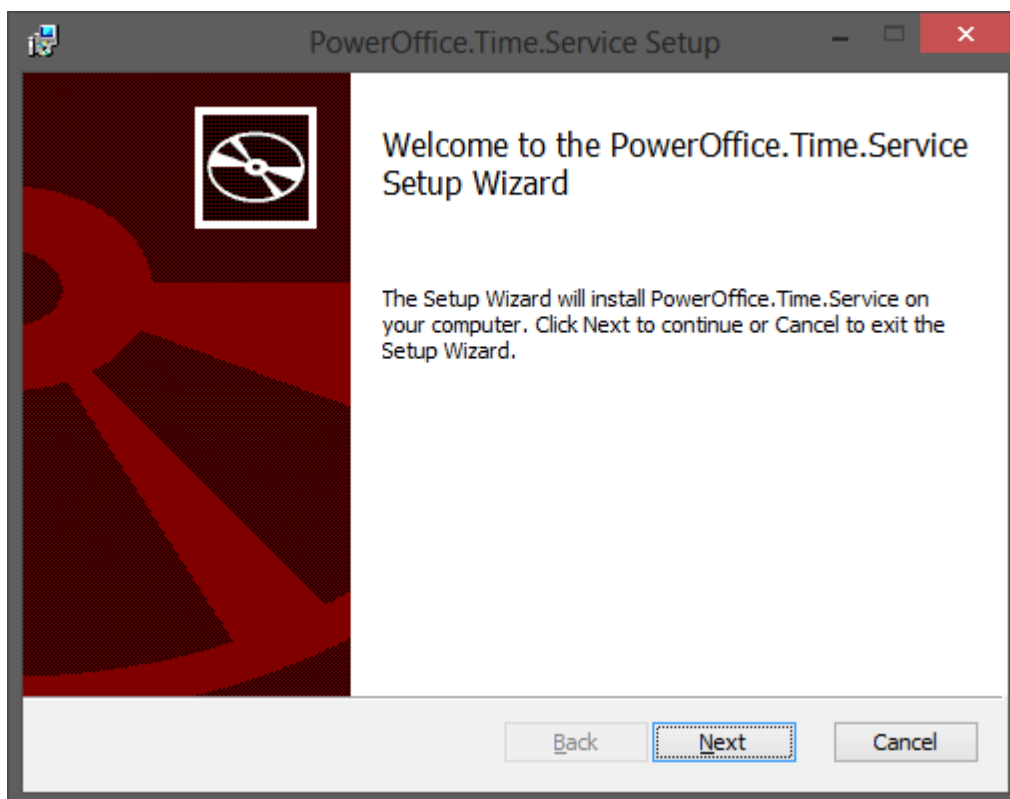 PowerOffice.Time.Service Setup
Welcome to the PowerOffice.Time.Service
Setup Wizard
The Setup Wizard will install PowerOffice.Time.Service on
your computer. Click Next to continue or Cancel to exit the
Setup Wizard.
Back Next Cancel